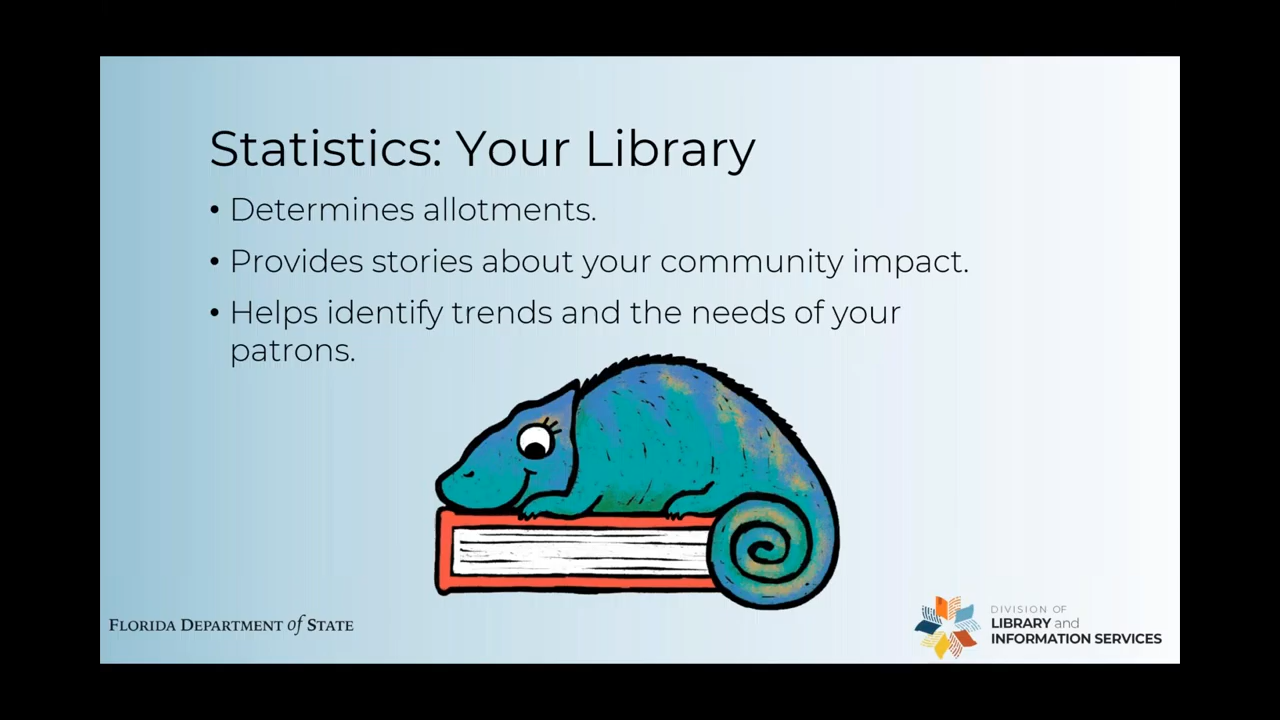 Statistics: Your Library
• Determines allotments.
• Provides stories about your community impact.
• Helps identify trends and the needs of your
patrons.
FLORIDA DEPARTMENT of STATE
DIVISION OF
LIBRARY and
INFORMATION SERVICES